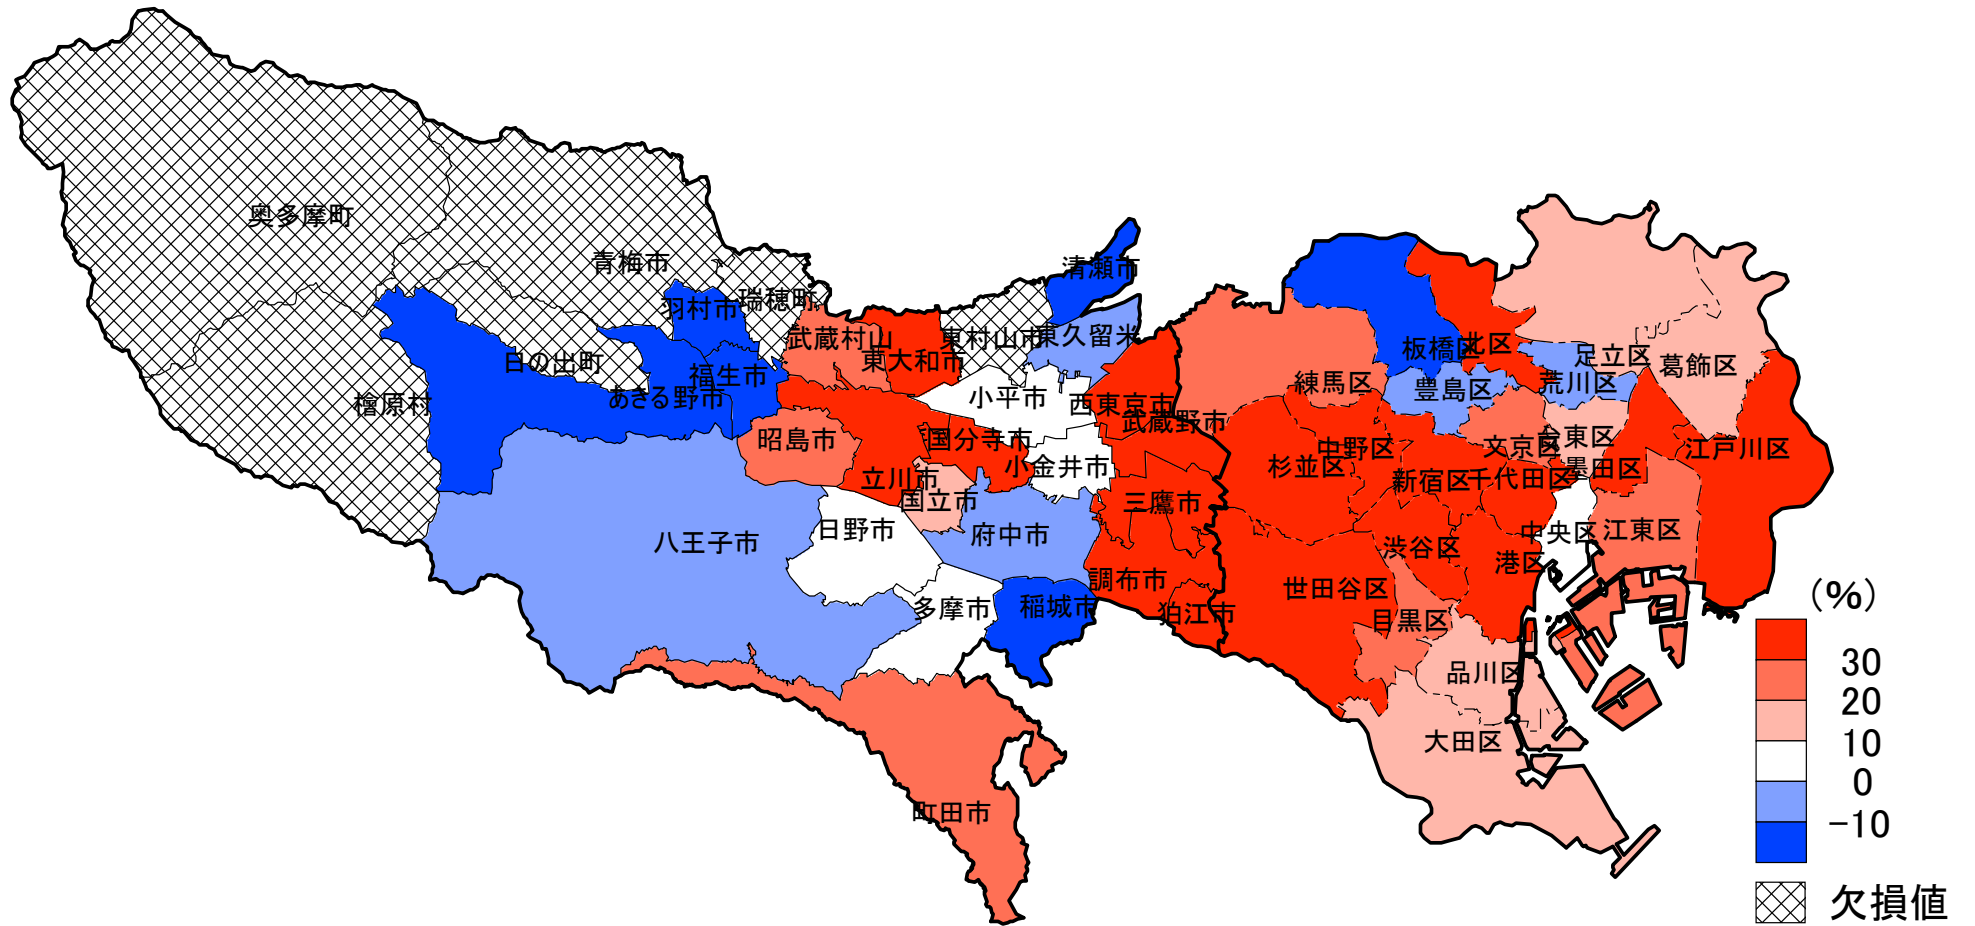 奥多摩町
青梅市
瑞穂町
羽村市
日の出町
檜原村
あきる野市
福生市
武蔵村山
東大和市
東村山市
清瀬市
東久留米
昭島市
小平市
西東京市
武蔵野市
国分寺市
小金井市
立川市
国立市
三鷹市
八王子市
日野市
府中市
調布市
多摩市
稲城市
狛江市
町田市
板橋区
北区
足立区
葛飾区
練馬区
豊島区
荒川区
中野区
杉並区
文京区
台東区
墨田区
江戸川区
新宿区
千代田区
中央区
江東区
渋谷区
港区
世田谷区
目黒区
品川区
大田区
(%)
30
20
10
0
−10
欠損値